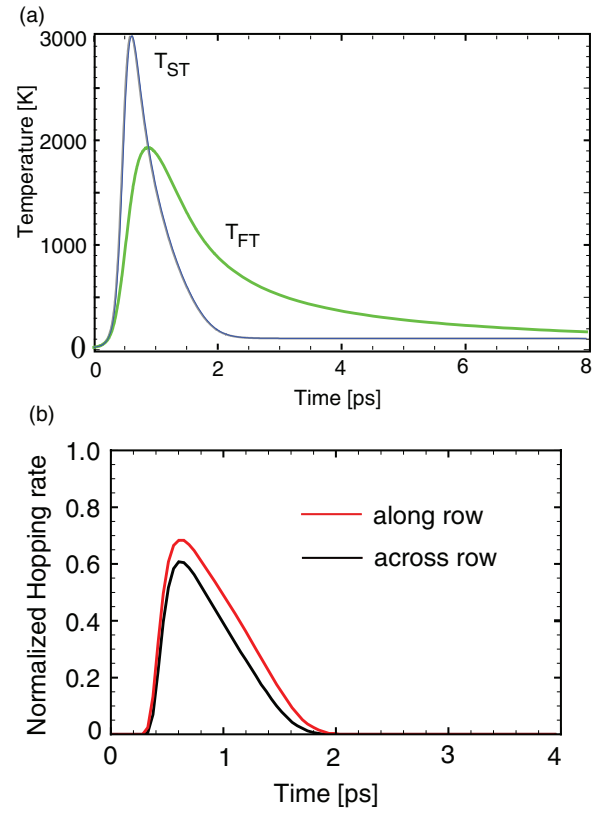 (a)
3000
2000
1000
0
Temperature [K]
T_ST
T_FT
0 2 4 6 8
Time [ps]
(b)
1.0
0.8
0.6
0.4
0.2
0
Normalized Hopping rate
along row
across row
0 1 2 3 4
Time [ps]